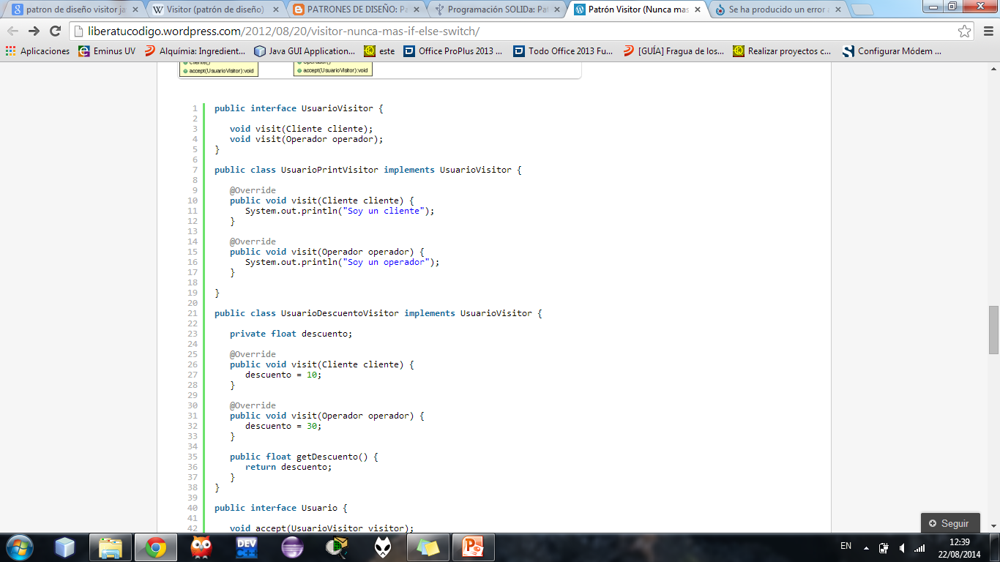 patron de diseño visitor ja
Visitor (patrón de diseño)
PATRONES DE DISEÑO: Pa
Programación SOLIDa: Pat
Patrón Visitor (Nunca mas
Se ha producido un error
liberatucodigo.wordpress.com/2012/08/20/visitor-nunca-mas-if-else-switch/
Aplicaciones
Eminus UV
Alquímia: Ingredient...
Java GUI Application...
este
Office ProPlus 2013 ...
Todo Office 2013 Fu...
[GUÍA] Fragua de los...
Realizar proyectos c...
Configurar Módem ...
accept(UsuarioVisitor):void
accept(UsuarioVisitor):void
1 public interface UsuarioVisitor {
2
3 void visit(Cliente cliente);
4 void visit(Operador operador);
5 }
6
7 public class UsuarioPrintVisitor implements UsuarioVisitor {
8
9 @Override
10 public void visit(Cliente cliente) {
11 System.out.println("Soy un cliente");
12 }
13
14 @Override
15 public void visit(Operador operador) {
16 System.out.println("Soy un operador");
17 }
18
19 }
20
21 public class UsuarioDescuentoVisitor implements UsuarioVisitor {
22
23 private float descuento;
24
25 @Override
26 public void visit(Cliente cliente) {
27 descuento = 10;
28 }
29
30 @Override
31 public void visit(Operador operador) {
32 descuento = 30;
33 }
34
35 public float getDescuento() {
36 return descuento;
37 }
38 }
39
40 public interface Usuario {
41
42 void accept(UsuarioVisitor visitor);
Seguir
DEV
C++
EN
12:39
22/08/2014